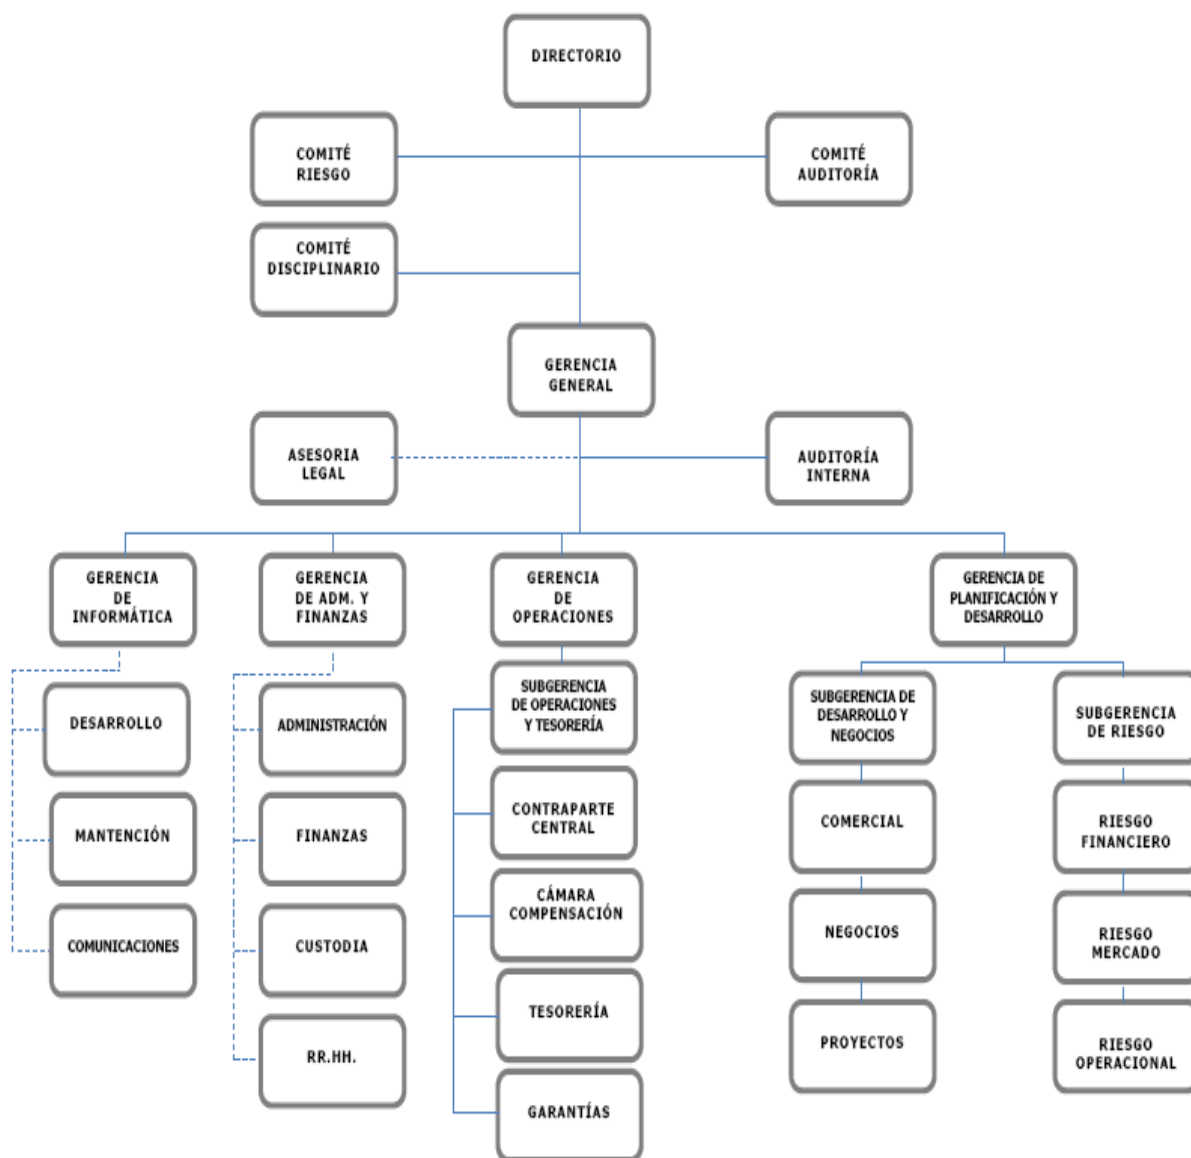 DIRECTORIO
COMITÉ
RIESGO
COMITÉ
AUDITORÍA
COMITÉ
DISCIPLINARIO
GERENCIA
GENERAL
ASESORIA
LEGAL
AUDITORÍA
INTERNA
GERENCIA
DE
INFORMÁTICA
GERENCIA
DE ADM. Y
FINANZAS
GERENCIA
DE
OPERACIONES
GERENCIA DE
PLANIFICACIÓN Y
DESARROLLO
DESARROLLO
MANTENCIÓN
COMUNICACIONES
ADMINISTRACIÓN
FINANZAS
CUSTODIA
RR.HH.
SUBGERENCIA
DE OPERACIONES
Y TESORERÍA
CONTRAPARTE
CENTRAL
CÁMARA
COMPENSACIÓN
TESORERÍA
GARANTÍAS
SUBGERENCIA DE
DESARROLLO Y
NEGOCIOS
COMERCIAL
NEGOCIOS
PROYECTOS
SUBGERENCIA
DE RIESGO
RIESGO
FINANCIERO
RIESGO
MERCADO
RIESGO
OPERACIONAL